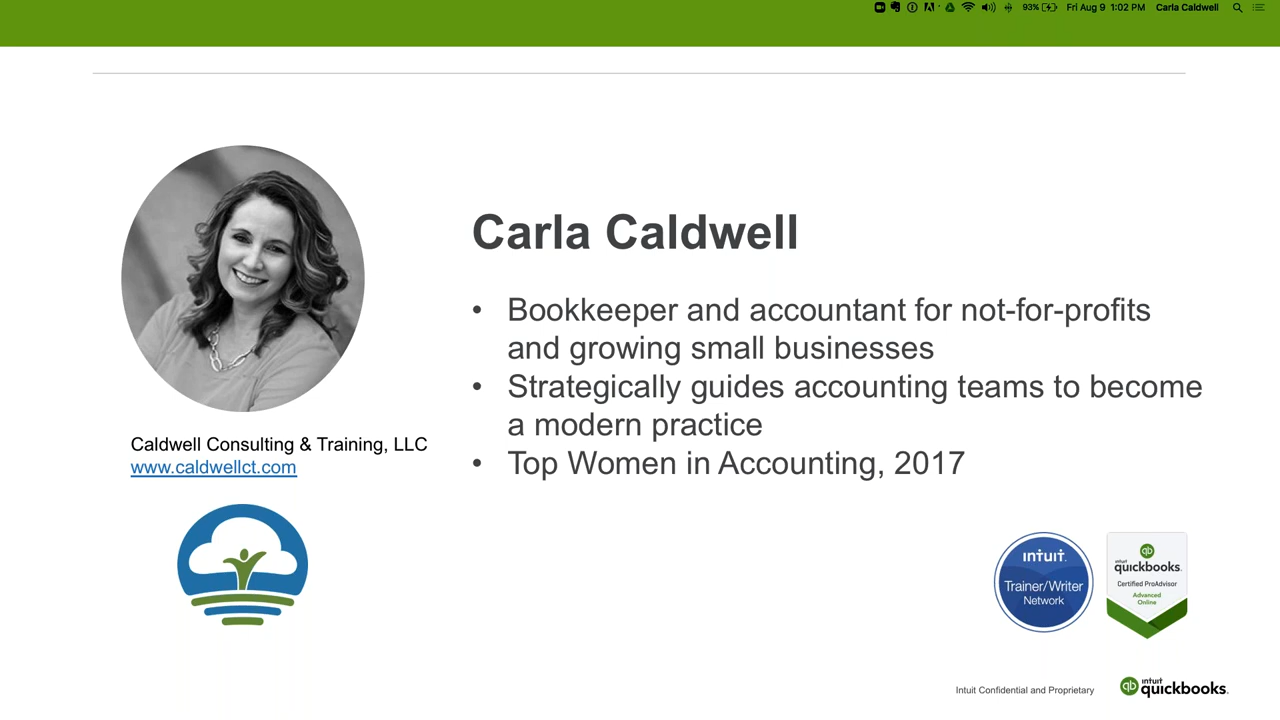 93% Fri Aug 9 1:02 PM Carla Caldwell
Carla Caldwell
• Bookkeeper and accountant for not-for-profits
and growing small businesses
• Strategically guides accounting teams to become
a modern practice
• Top Women in Accounting, 2017
Caldwell Consulting & Training, LLC
www.caldwellct.com
intuit.
Trainer/Writer
Network
qb
intuit
quickbooks.
Certified ProAdvisor
Advanced
Online
Intuit Confidential and Proprietary
qb
intuit
quickbooks.